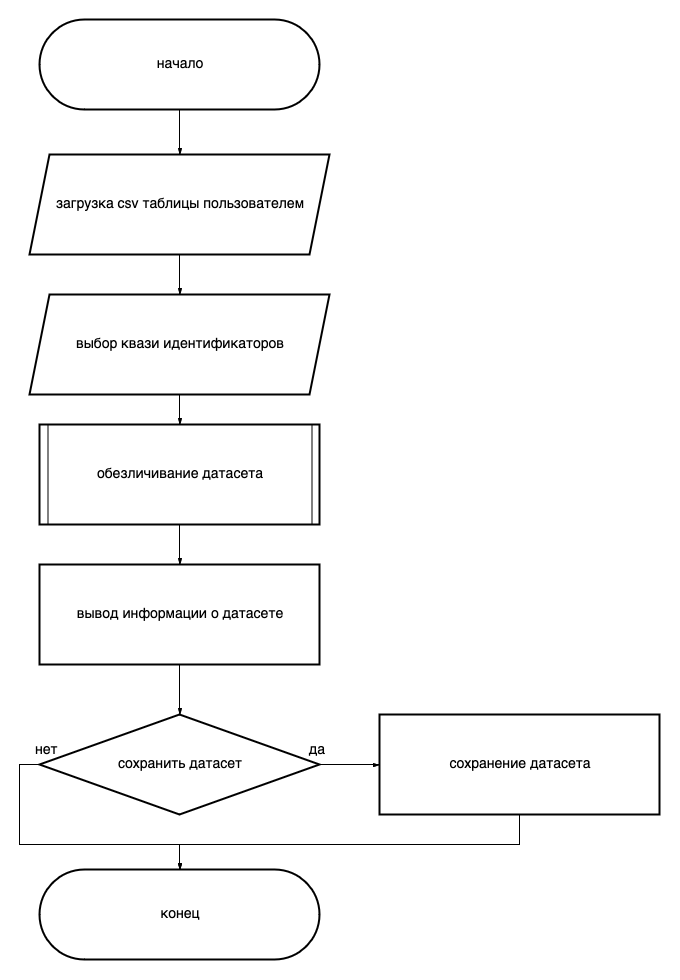 начало
загрузка csv таблицы пользователем
выбор квази идентификаторов
обезличивание датасета
вывод информации о датасете
нет
да
сохранить датасет
сохранение датасета
конец